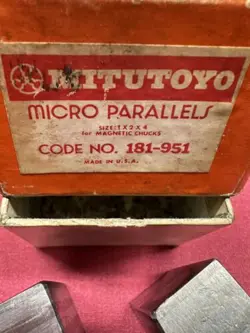 MITUTOYO
MICRO PARALLELS
SIZE: 1 X 2 X 4
for MAGNETIC CHUCKS
CODE NO. 181-951
MADE IN U.S.A.